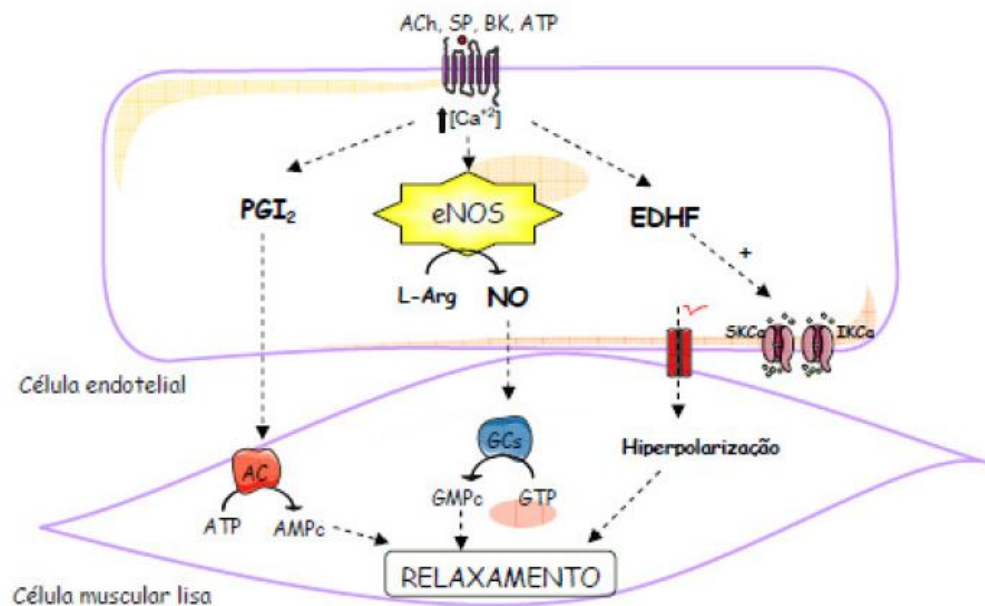 ACh, SP, BK, ATP
[Ca⁺²]
PGI₂
eNOS
EDHF
+
L-Arg NO
SKCa IKCa
Célula endotelial
GCs
Hiperpolarização
AC
GMPc GTP
ATP AMPc
RELAXAMENTO
Célula muscular lisa